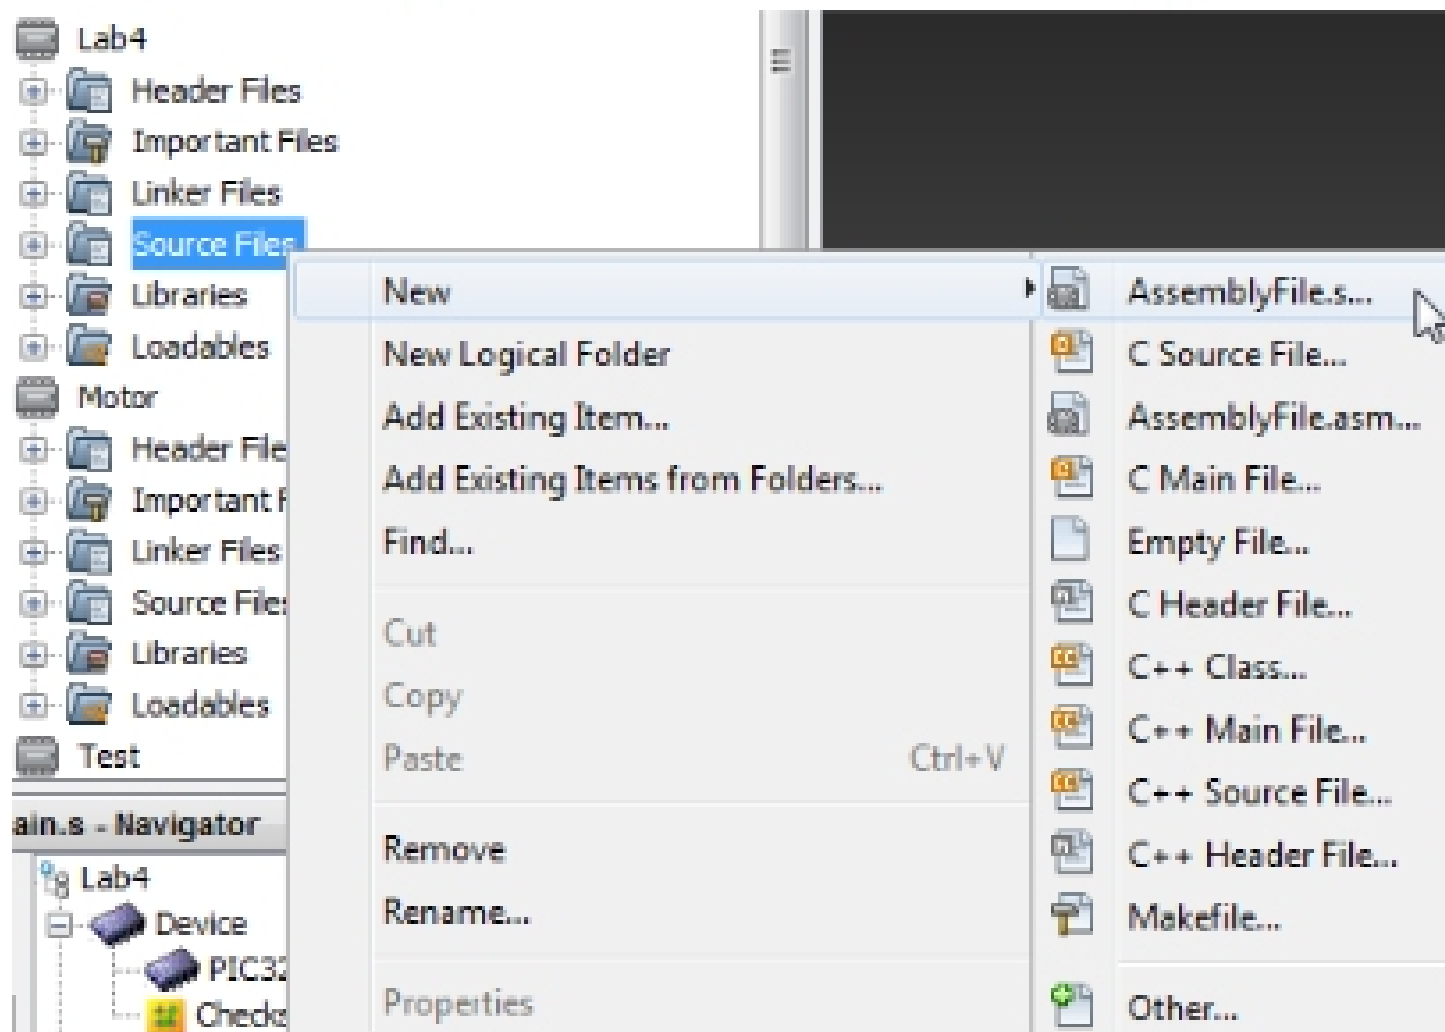 Lab4
Header Files
Important Files
Linker Files
Source Files
Libraries
Loadables
Motor
Header File
Important F
Linker Files
Source Files
Libraries
Loadables
Test
ain.s - Navigator
Lab4
Device
PIC32
Checks
New
New Logical Folder
Add Existing Item...
Add Existing Items from Folders...
Find...
Cut
Copy
Paste Ctrl+V
Remove
Rename...
Properties
AssemblyFile.s...
C Source File...
AssemblyFile.asm...
C Main File...
Empty File...
C Header File...
C++ Class...
C++ Main File...
C++ Source File...
C++ Header File...
Makefile...
Other...